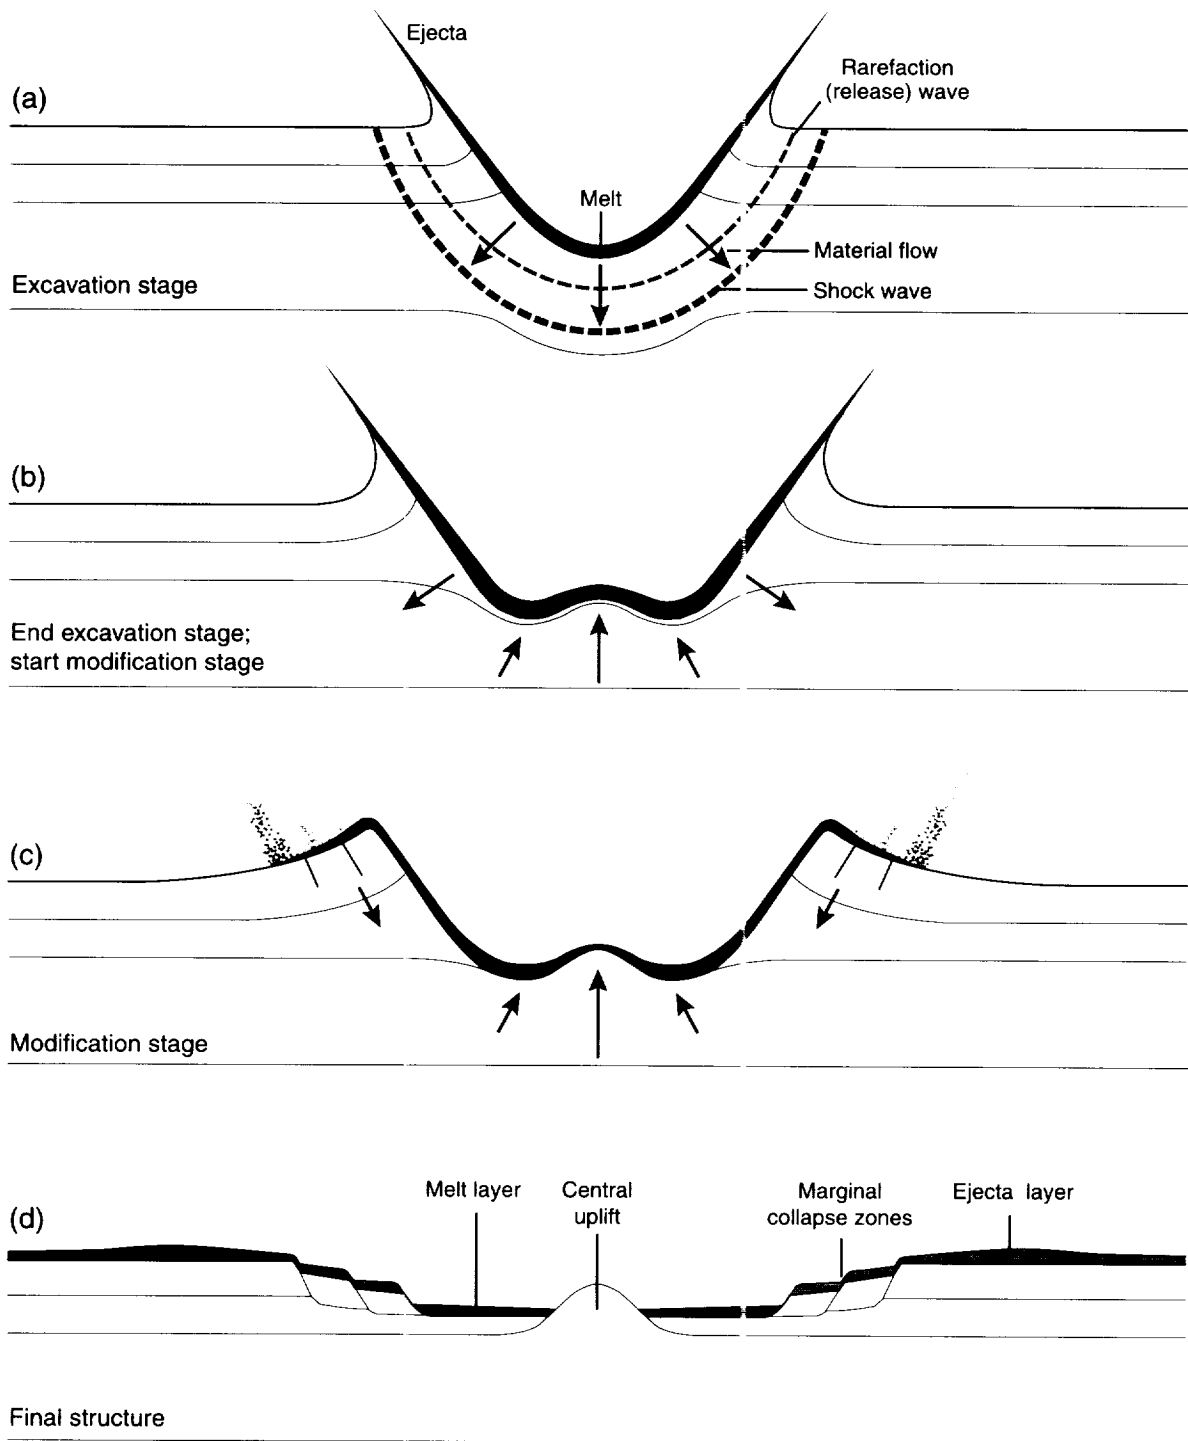 Ejecta
(a)
Rarefaction
(release) wave
Melt
Material flow
Excavation stage
Shock wave
(b)
End excavation stage;
start modification stage
(c)
Modification stage
Melt layer
Central
uplift
Marginal
collapse zones
Ejecta layer
(d)
Final structure